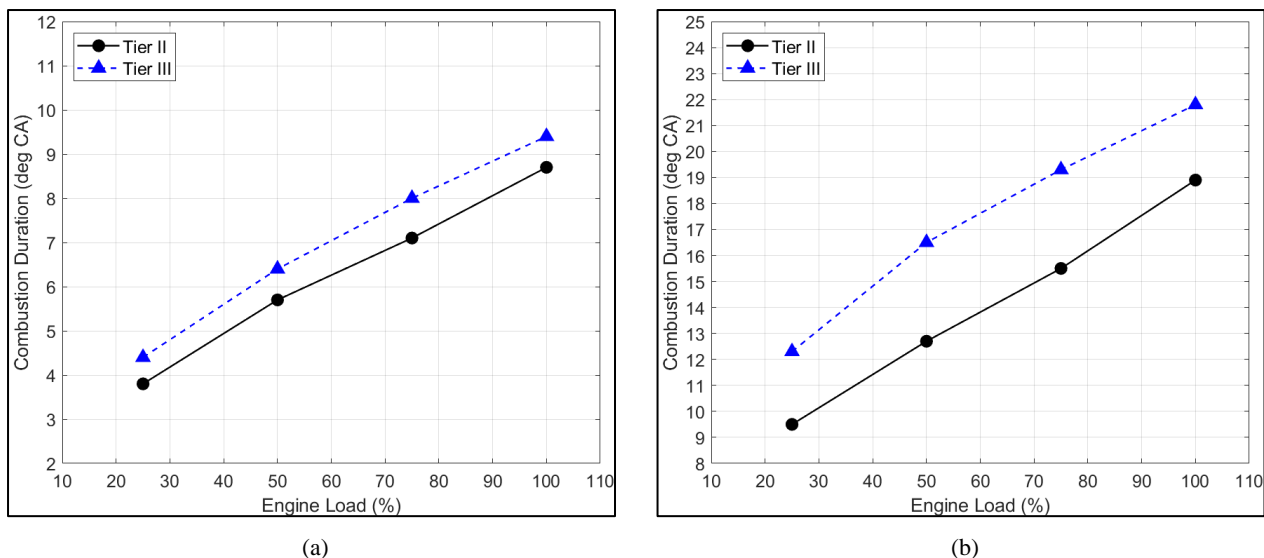 12
11
10
9
8
7
6
5
4
3
2
Combustion Duration (deg CA)
Tier II
Tier III
10 20 30 40 50 60 70 80 90 100 110
Engine Load (%)
(a)
25
24
23
22
21
20
19
18
17
16
15
14
13
12
11
10
9
8
Combustion Duration (deg CA)
Tier II
Tier III
10 20 30 40 50 60 70 80 90 100 110
Engine Load (%)
(b)